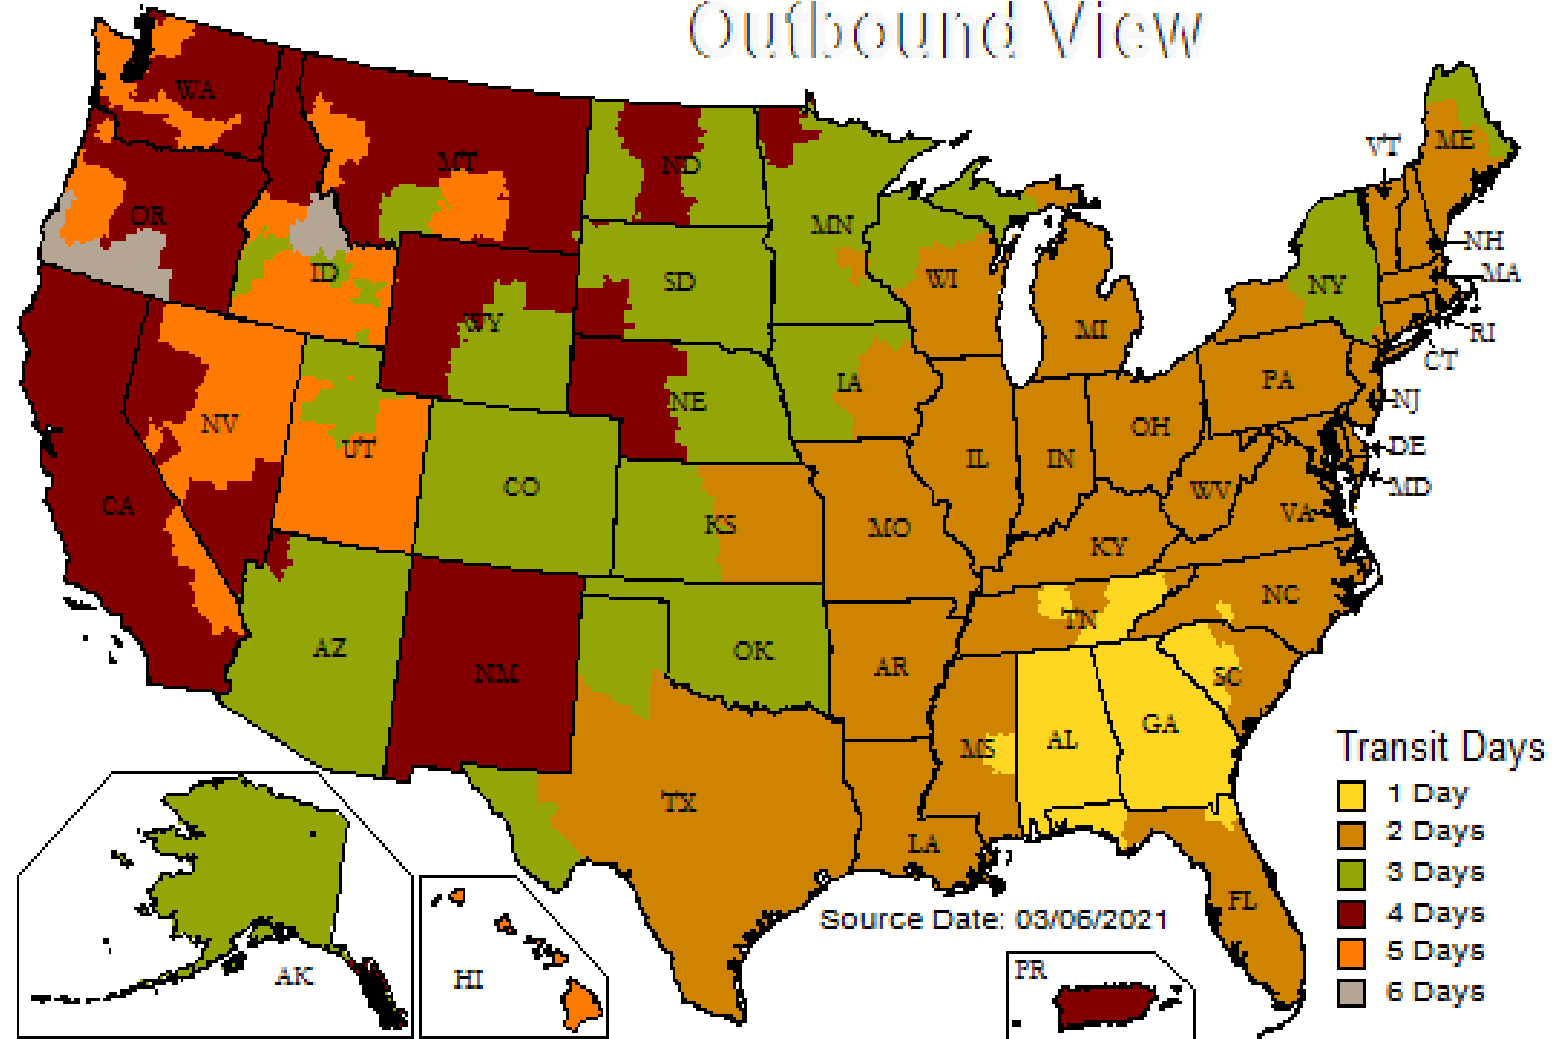 Outbound View
WA
MT
ND
VT
ME
OR
MN
NH
ID
SD
WI
NY
MA
WY
MI
RI
CT
IA
PA
NE
NJ
NV
UT
OH
DE
IL
IN
CO
WV
MD
CA
KS
MO
VA
KY
NC
TN
AZ
OK
NM
AR
SC
MS
AL
GA
TX
LA
FL
Transit Days
1 Day
2 Days
3 Days
4 Days
5 Days
6 Days
Source Date: 03/06/2021
AK
HI
PR